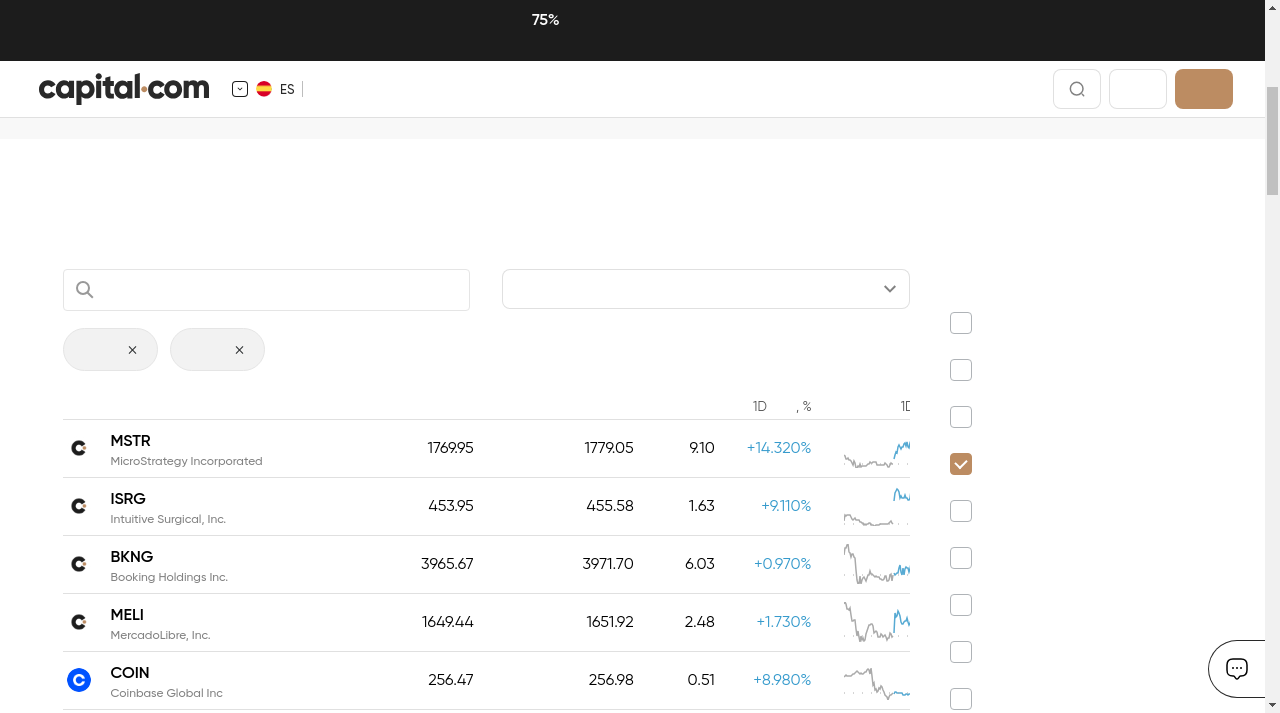 75%
capital.com
ES
1D , % 1D
MSTR 1769.95 1779.05 9.10 +14.320%
MicroStrategy Incorporated
ISRG 453.95 455.58 1.63 +9.110%
Intuitive Surgical, Inc.
BKNG 3965.67 3971.70 6.03 +0.970%
Booking Holdings Inc.
MELI 1649.44 1651.92 2.48 +1.730%
MercadoLibre, Inc.
COIN 256.47 256.98 0.51 +8.980%
Coinbase Global Inc